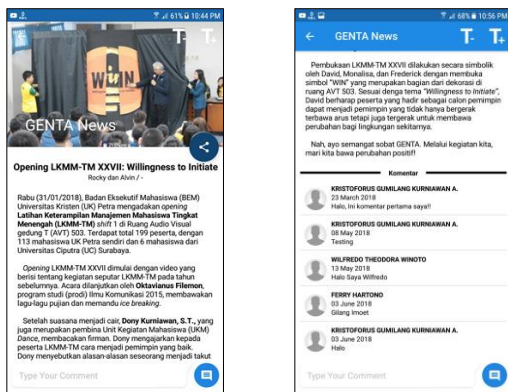 61% 10:44 PM
T- T+
WIN
GENTA News
Opening LKMM-TM XXVII: Willingness to Initiate
Rocky dan Alvin / -
Rabu (31/01/2018), Badan Eksekutif Mahasiswa (BEM)
Universitas Kristen (UK) Petra mengadakan opening
Latihan Keterampilan Manajemen Mahasiswa Tingkat
Menengah (LKMM-TM) shift 1 di Ruang Audio Visual
gedung T (AVT) 503. Terdapat total 199 peserta, dengan
113 mahasiswa UK Petra sendiri dan 6 mahasiswa dari
Universitas Ciputra (UC) Surabaya.
Opening LKMM-TM XXVII dimulai dengan video yang
berisi tentang kegiatan seputar LKMM-TM pada tahun
sebelumnya. Acara dilanjutkan oleh Oktavianus Filemon,
program studi (prodi) Ilmu Komunikasi 2015, membawakan
lagu-lagu pujian dan memandu ice breaking.
Setelah suasana menjadi cair, Dony Kurniawan, S.T., yang
juga merupakan pembina Unit Kegiatan Mahasiswa (UKM)
Dance, membacakan firman. Dony mengajarkan kepada
peserta LKMM-TM cara menjadi pemimpin yang baik.
Dony menyebutkan alasan-alasan seseorang menjadi takut
Type Your Comment
68% 10:56 PM
GENTA News
T- T+
Pembukaan LKMM-TM XXVII dilakukan secara simbolik
oleh David, Monalisa, dan Frederick dengan membuka
simbol "WIN" yang merupakan bagian dari dekorasi di
ruang AVT 503. Sesuai denga tema "Willingness to Initiate",
David berharap peserta yang hadir sebagai calon pemimpin
dapat menjadi pemimpin yang tidak hanya bergerak
terbawa arus tetapi juga tergerak untuk membawa
perubahan bagi lingkungan sekitarnya.
Nah, ayo semangat sobat GENTA. Melalui kegiatan kita,
mari kita bawa perubahan positif!
Komentar
KRISTOFORUS GUMILANG KURNIAWAN A.
23 March 2018
Halo, Ini komentar pertama saya!!
KRISTOFORUS GUMILANG KURNIAWAN A.
08 May 2018
Testing
WILFREDO THEODORA WINOTO
13 May 2018
Halo Saya Wilfredo
FERRY HARTONO
03 June 2018
Gilang Imoet
KRISTOFORUS GUMILANG KURNIAWAN A.
03 June 2018
Halo
Type Your Comment